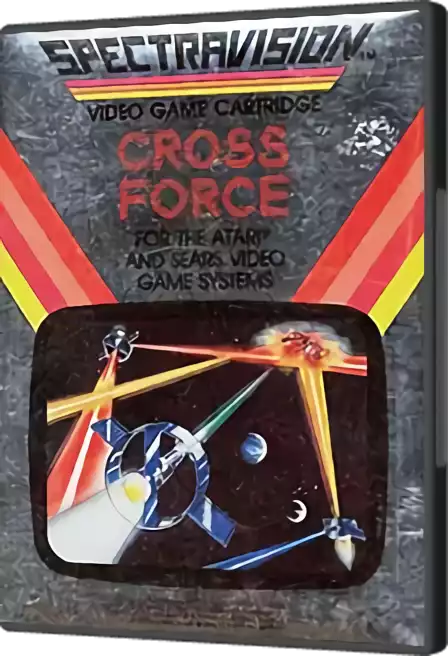 SPECTRAVISION
VIDEO GAME CARTRIDGE
CROSS
FORCE
FOR THE ATARI®
AND SEARS VIDEO
GAME SYSTEMS